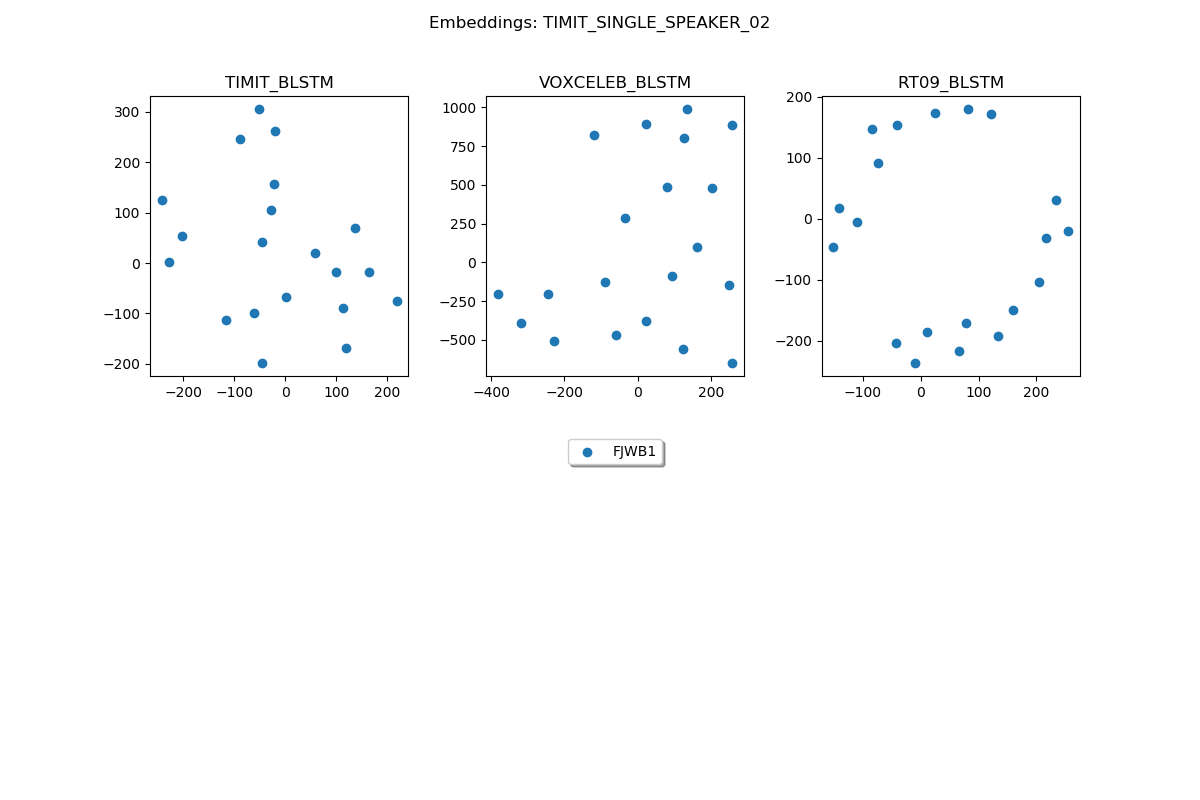 Embeddings: TIMIT_SINGLE_SPEAKER_02
TIMIT_BLSTM
300
200
100
0
−100
−200
−200 −100 0 100 200
VOXCELEB_BLSTM
1000
750
500
250
0
−250
−500
−400 −200 0 200
RT09_BLSTM
200
100
0
−100
−200
−100 0 100 200
FJWB1